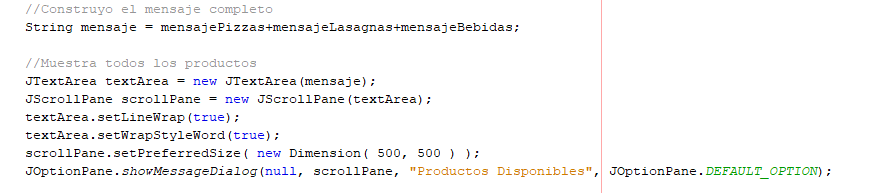 //Construyo el mensaje completo
String mensaje = mensajePizzas+mensajeLasagnas+mensajeBebidas;
//Muestra todos los productos
JTextArea textArea = new JTextArea(mensaje);
JScrollPane scrollPane = new JScrollPane(textArea);
textArea.setLineWrap(true);
textArea.setWrapStyleWord(true);
scrollPane.setPreferredSize( new Dimension( 500, 500 ) );
JOptionPane.showMessageDialog(null, scrollPane, "Productos Disponibles", JOptionPane.DEFAULT_OPTION);